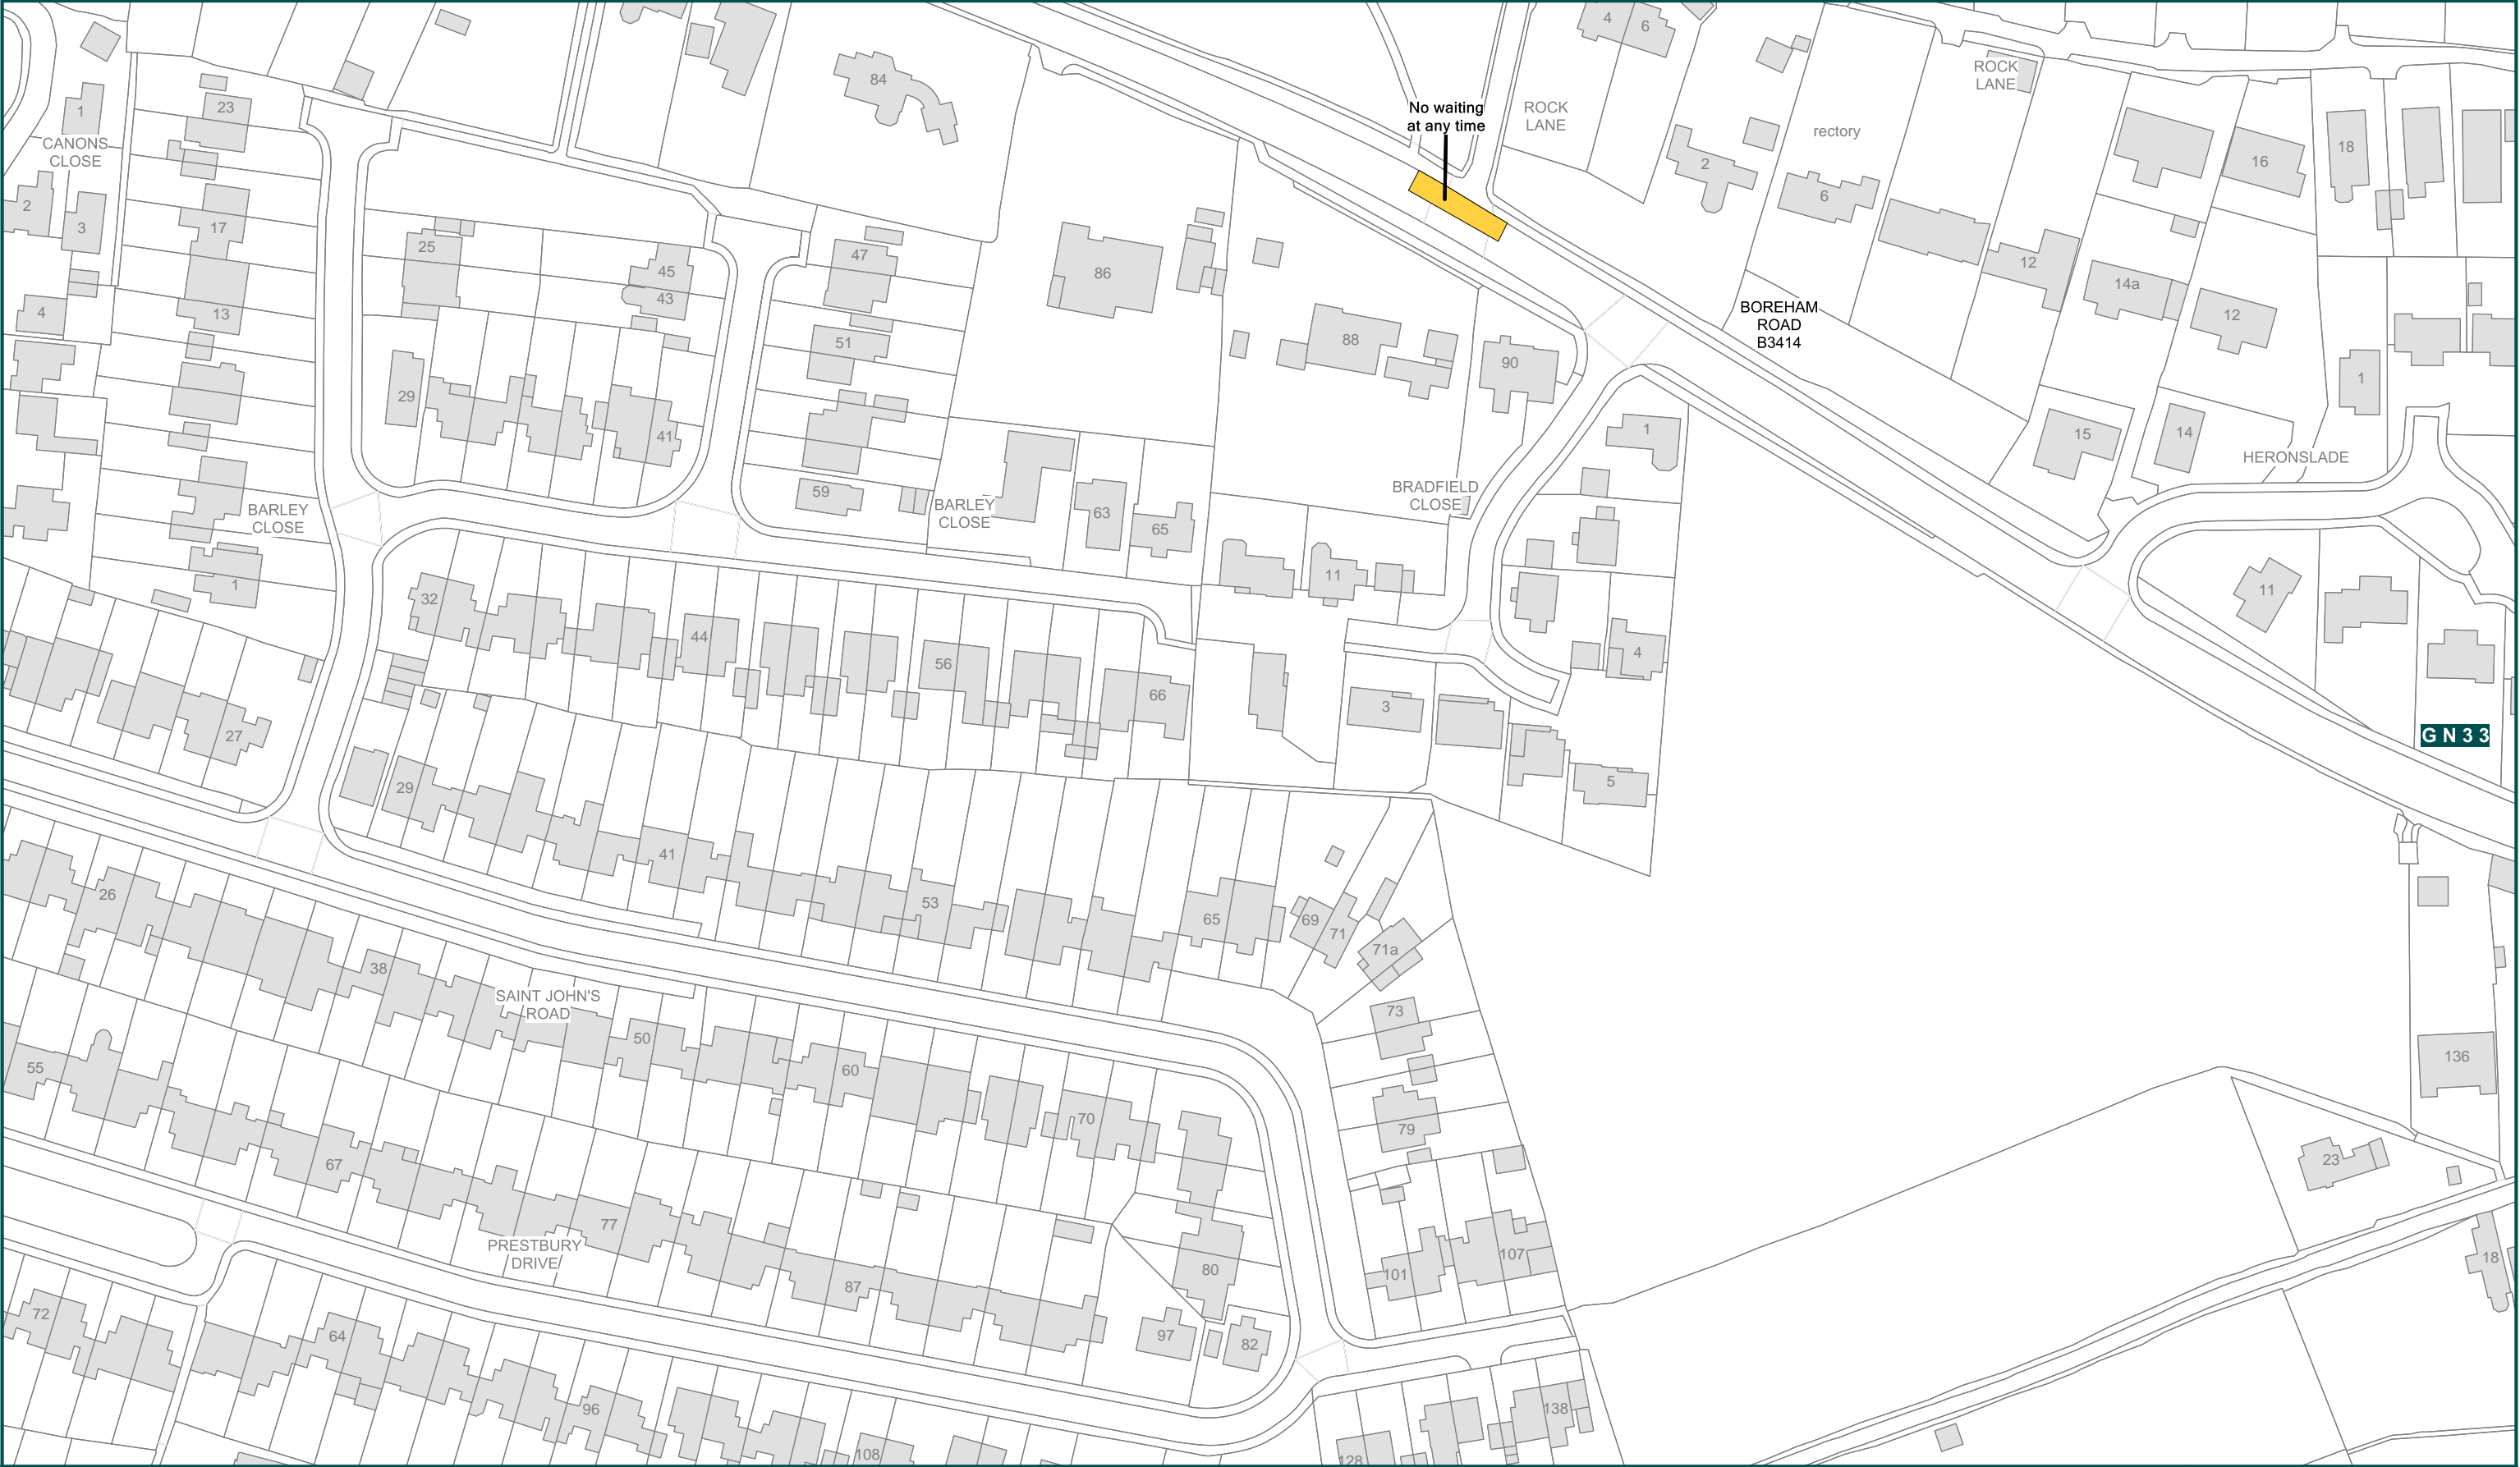 4
6
84
1
23
ROCK
LANE
No waiting
at any time
ROCK
LANE
CANONS
CLOSE
rectory
18
2
16
2
3
17
6
25
47
45
43
86
12
14a
12
4
13
51
88
90
BOREHAM
ROAD
B3414
29
41
1
1
15
14
HERONSLADE
59
BARLEY
CLOSE
BARLEY
CLOSE
63
65
BRADFIELD
CLOSE
1
32
11
11
44
56
66
4
3
27
29
5
GN33
26
41
53
65
69
71
71a
38
SAINT JOHN'S
ROAD
50
73
55
60
70
79
136
67
77
PRESTBURY
DRIVE
23
87
80
101
107
18
72
64
97
82
96
108
138
128